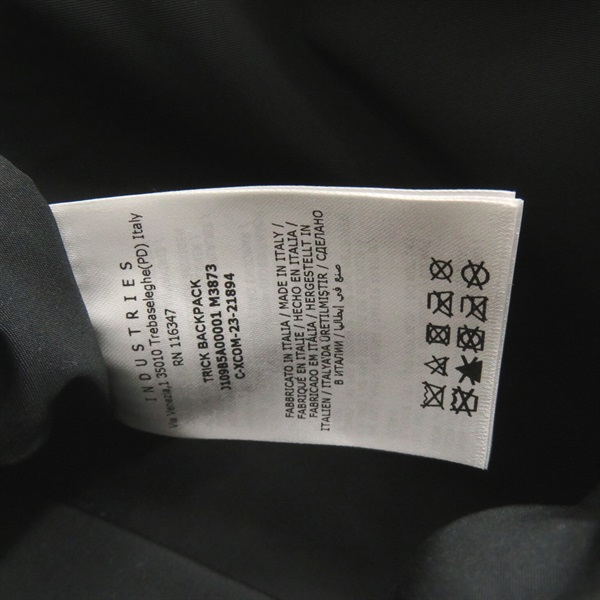 INDUSTRIES
Via Venezia,1 35010 Trebaseleghe(PD) Italy
RN 116347
TRICK BACKPACK
J109B5A00001 M3873
C-XCOM-23-21894
FABBRICATO IN ITALIA / MADE IN ITALY /
FABRIQUÉ EN ITALIE / HECHO EN ITALIA /
FABRICADO EM ITÁLIA / HERGESTELLT IN
ITALIEN / ITALYA'DA ÜRETILMIŞTIR / СДЕЛАНО
В ИТАЛИИ / صنع في إيطاليا